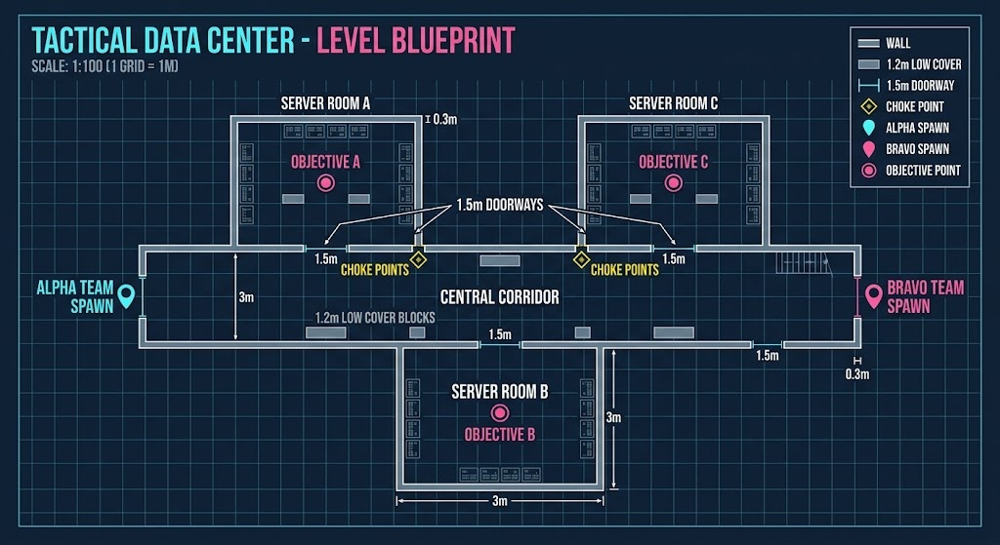 TACTICAL DATA CENTER - LEVEL BLUEPRINT
SCALE: 1:100 (1 GRID = 1M)
WALL
1.2m LOW COVER
1.5m DOORWAY
CHOKE POINT
ALPHA SPAWN
BRAVO SPAWN
OBJECTIVE POINT
SERVER ROOM A
SERVER ROOM C
0.3m
OBJECTIVE A
OBJECTIVE C
1.5m DOORWAYS
1.5m
CHOKE POINTS
CHOKE POINTS
1.5m
ALPHA TEAM
SPAWN
3m
CENTRAL CORRIDOR
BRAVO TEAM
SPAWN
1.2m LOW COVER BLOCKS
1.5m
1.5m
0.3m
SERVER ROOM B
OBJECTIVE B
3m
3m